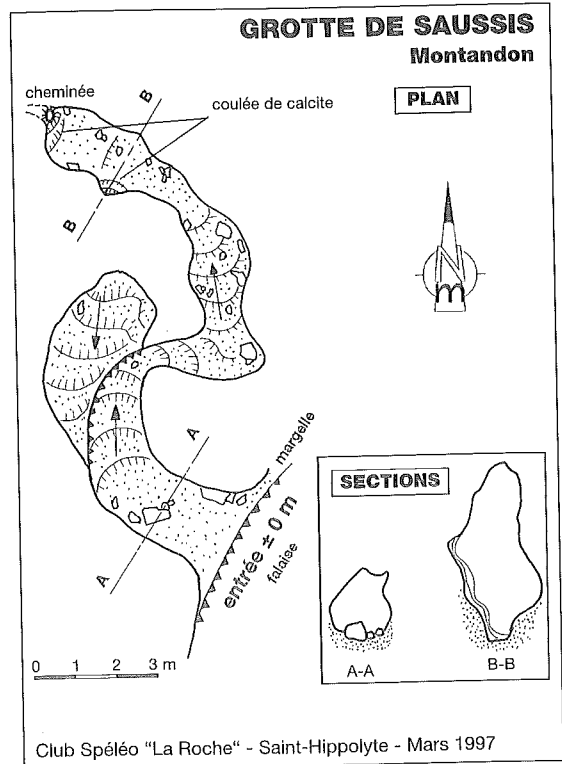 GROTTE DE SAUSSIS
Montandon
PLAN
cheminée
coulée de calcite
B
B
N
A
A
margelle
entrée ± 0 m
falaise
SECTIONS
A-A
B-B
0 1 2 3 m
Club Spéléo "La Roche" - Saint-Hippolyte - Mars 1997